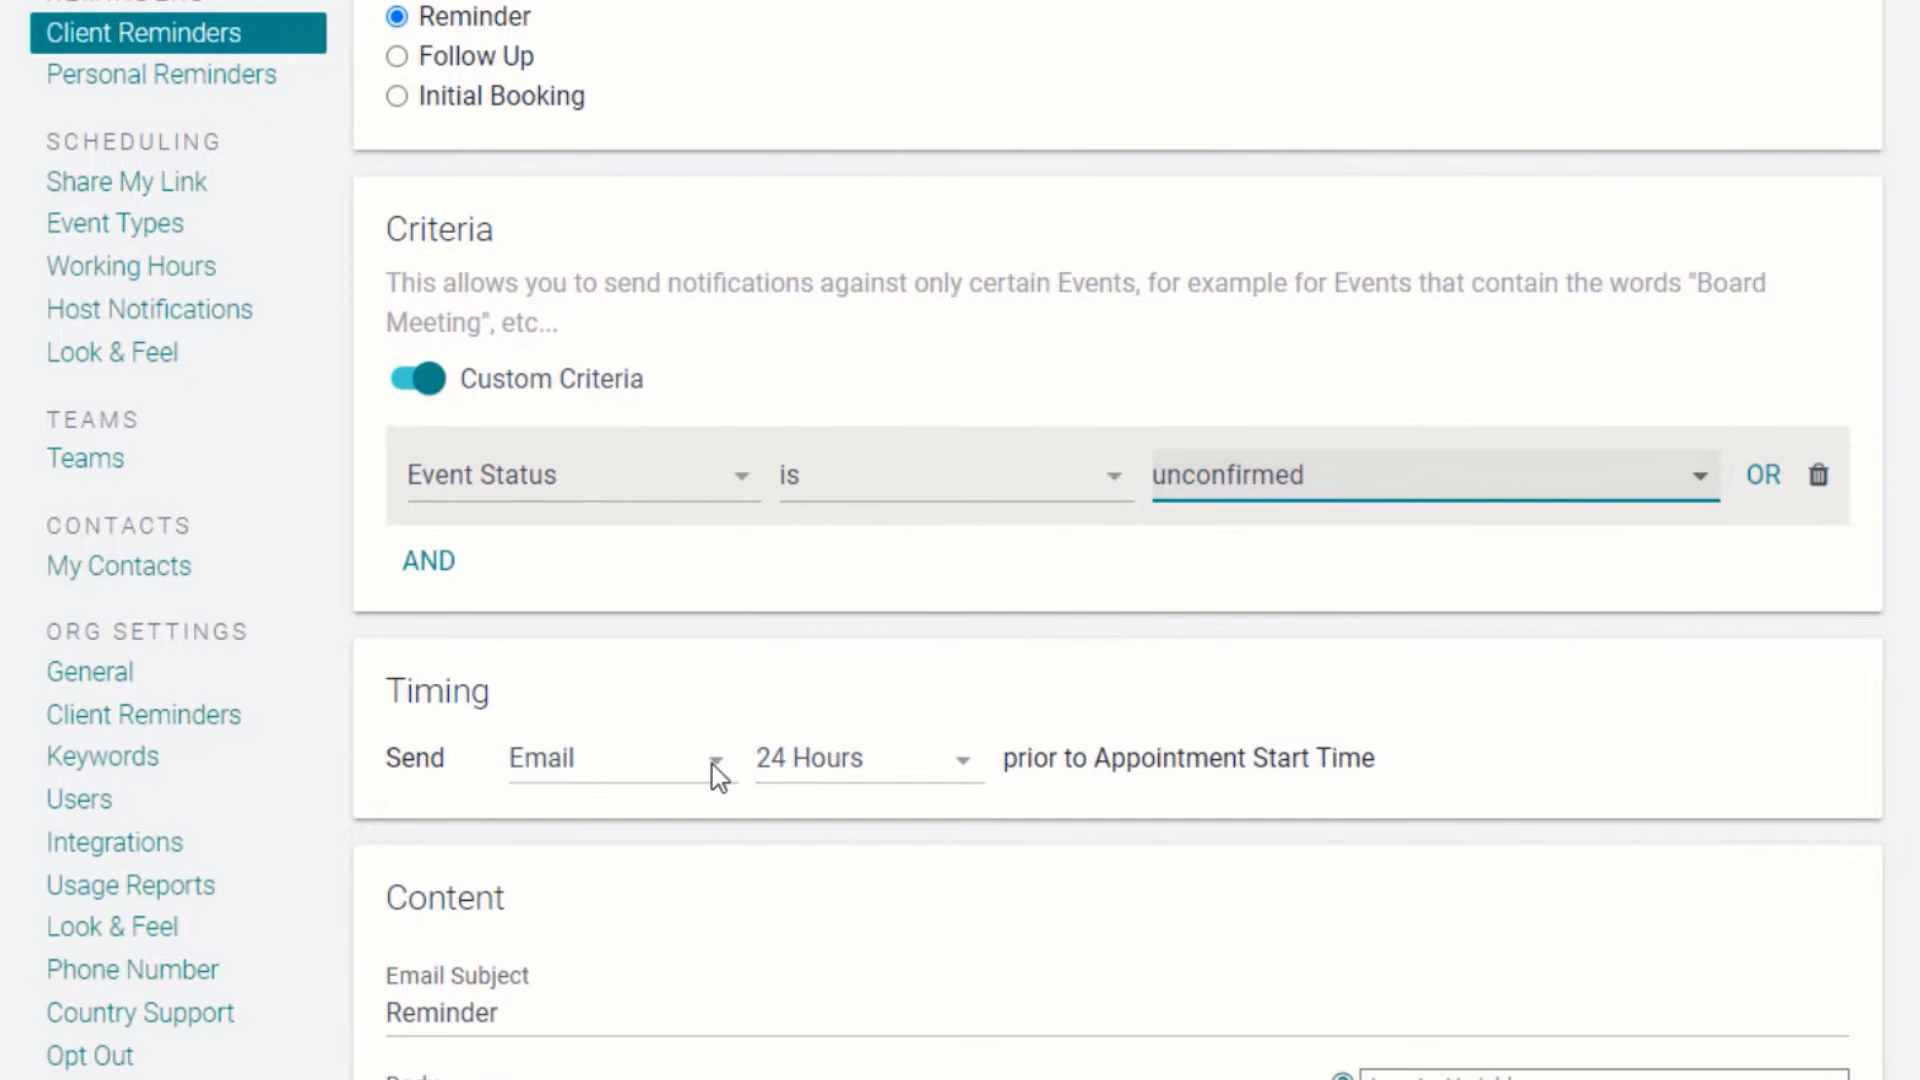 Client Reminders
Personal Reminders
SCHEDULING
Share My Link
Event Types
Working Hours
Host Notifications
Look & Feel
TEAMS
Teams
CONTACTS
My Contacts
ORG SETTINGS
General
Client Reminders
Keywords
Users
Integrations
Usage Reports
Look & Feel
Phone Number
Country Support
Opt Out
Reminder
Follow Up
Initial Booking
Criteria
This allows you to send notifications against only certain Events, for example for Events that contain the words "Board
Meeting", etc...
Custom Criteria
Event Status is unconfirmed OR
AND
Timing
Send Email 24 Hours prior to Appointment Start Time
Content
Email Subject
Reminder